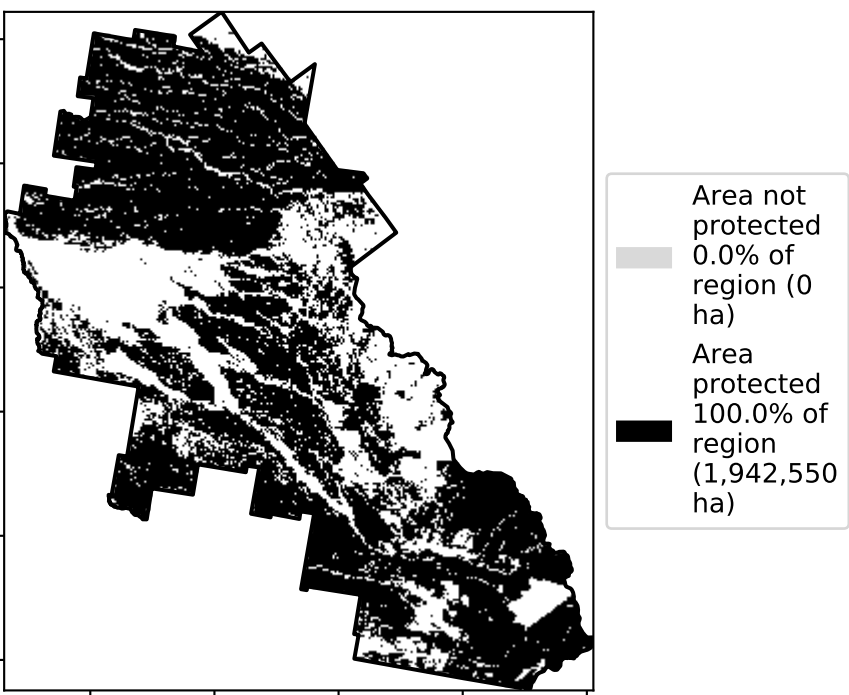 Area not
protected
0.0% of
region (0
ha)
Area
protected
100.0% of
region
(1,942,550
ha)